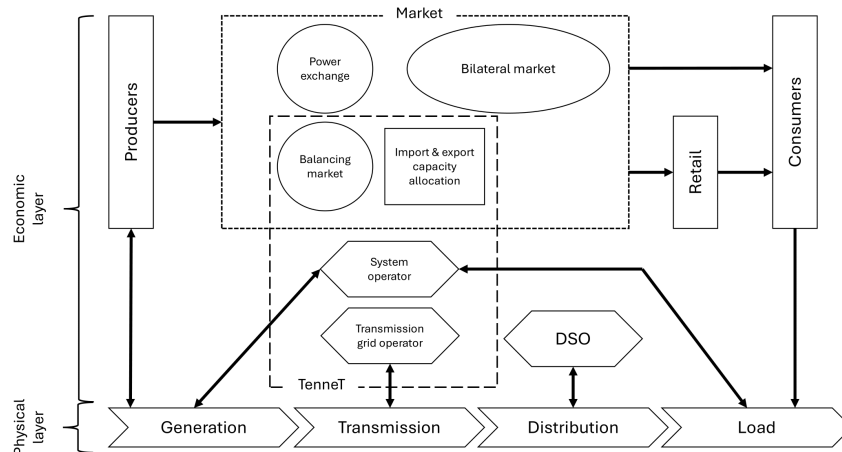 Market
Power
exchange
Bilateral market
Producers
Consumers
Balancing
market
Import & export
capacity
allocation
Retail
Economic
layer
System
operator
Transmission
grid operator
DSO
TenneT
Physical
layer
Generation
Transmission
Distribution
Load